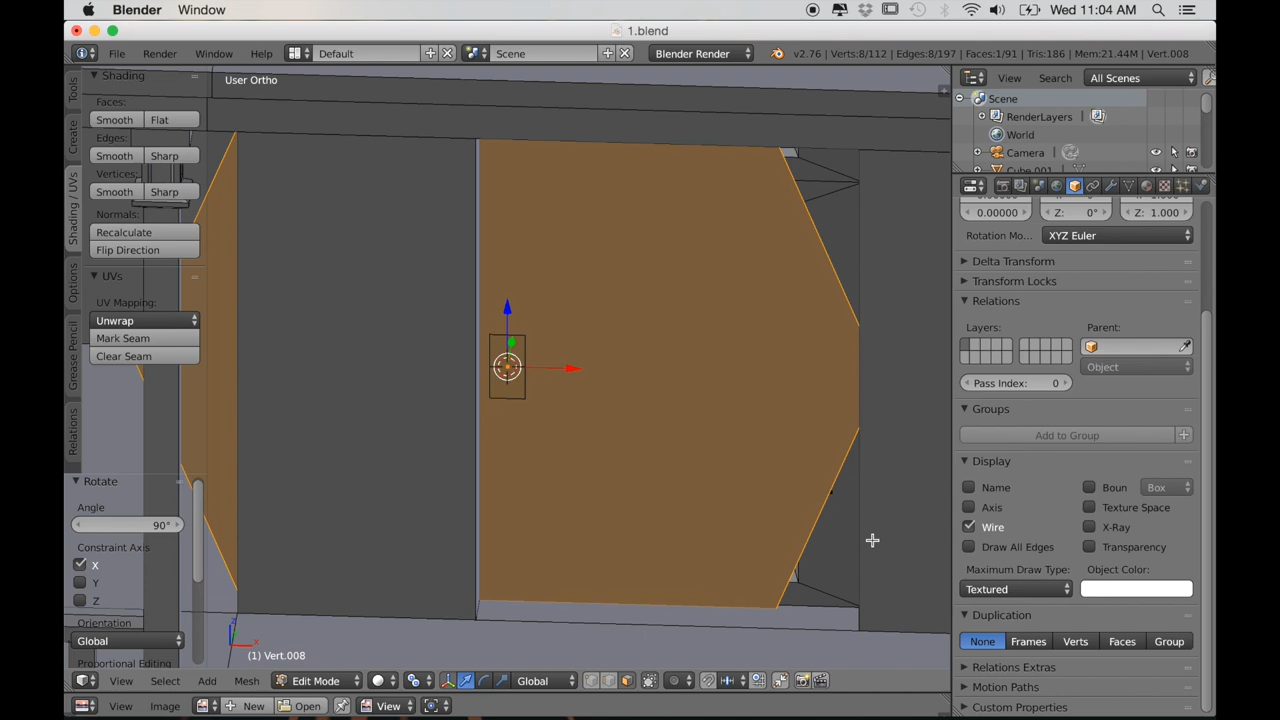 Blender Window Wed 11:04 AM
1.blend
File Render Window Help Default Scene Blender Render v2.76 | Verts:8/112 | Edges:8/197 | Faces:1/91 | Tris:186 | Mem:21.44M | Vert.008
Shading User Ortho View Search All Scenes
Scene
Faces:
RenderLayers
Smooth Flat
World
Edges:
Camera
Smooth Sharp
Cube.001
Vertices:
Smooth Sharp
0.00000 Z: 0° Z: 1.000
Normals:
Rotation Mo... XYZ Euler
Recalculate
Flip Direction
Delta Transform
UVs
Transform Locks
UV Mapping:
Relations
Unwrap
Layers: Parent:
Mark Seam
Clear Seam
Object
Pass Index: 0
Groups
Add to Group
Tools
Create
Shading / UVs
Options
Grease Pencil
Relations
Display
Rotate
Name Boun Box
Angle
Axis Texture Space
90°
Wire X-Ray
Constraint Axis
Draw All Edges Transparency
X
Maximum Draw Type: Object Color:
Y
Textured
Z
Duplication
Orientation
None Frames Verts Faces Group
Global
(1) Vert.008
Proportional Editing
Relations Extras
View Select Add Mesh Edit Mode Global
Motion Paths
View Image New Open View
Custom Properties
z
x